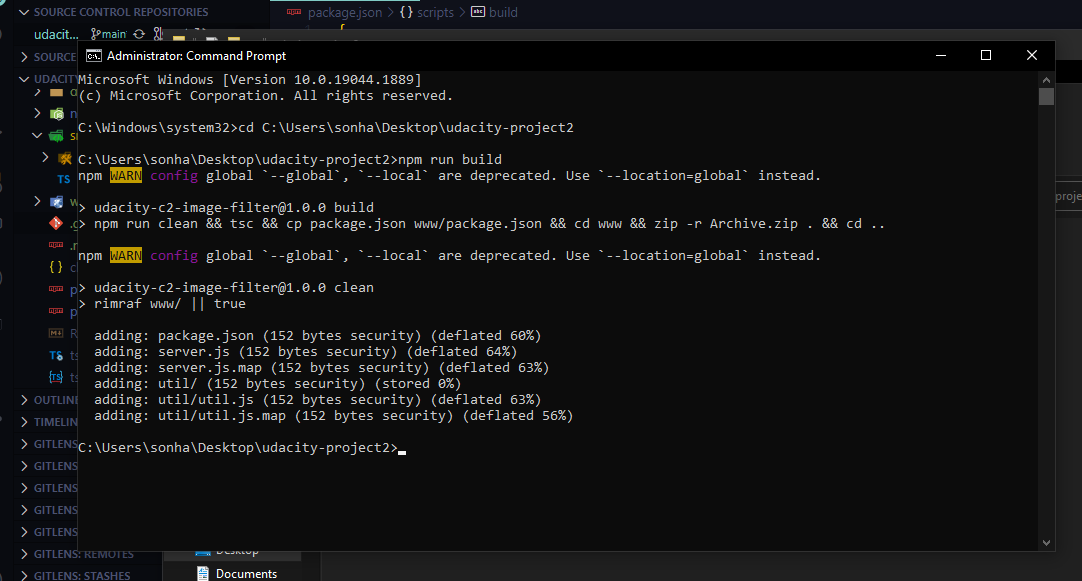 SOURCE CONTROL REPOSITORIES
package.json > {} scripts > abc build
udacity... main
SOURCE
UDACITY
Administrator: Command Prompt
Microsoft Windows [Version 10.0.19044.1889]
(c) Microsoft Corporation. All rights reserved.
C:\Windows\system32>cd C:\Users\sonha\Desktop\udacity-project2
C:\Users\sonha\Desktop\udacity-project2>npm run build
npm WARN config global `--global`, `--local` are deprecated. Use `--location=global` instead.
> udacity-c2-image-filter@1.0.0 build
> npm run clean && tsc && cp package.json www/package.json && cd www && zip -r Archive.zip . && cd ..
npm WARN config global `--global`, `--local` are deprecated. Use `--location=global` instead.
> udacity-c2-image-filter@1.0.0 clean
> rimraf www/ || true
adding: package.json (152 bytes security) (deflated 60%)
adding: server.js (152 bytes security) (deflated 64%)
adding: server.js.map (152 bytes security) (deflated 63%)
adding: util/ (152 bytes security) (stored 0%)
adding: util/util.js (152 bytes security) (deflated 63%)
adding: util/util.js.map (152 bytes security) (deflated 56%)
C:\Users\sonha\Desktop\udacity-project2>
OUTLINE
TIMELIN
GITLENS
GITLENS
GITLENS
GITLENS
GITLENS
GITLENS: REMOTES
GITLENS: STASHES
Desktop
Documents
proje